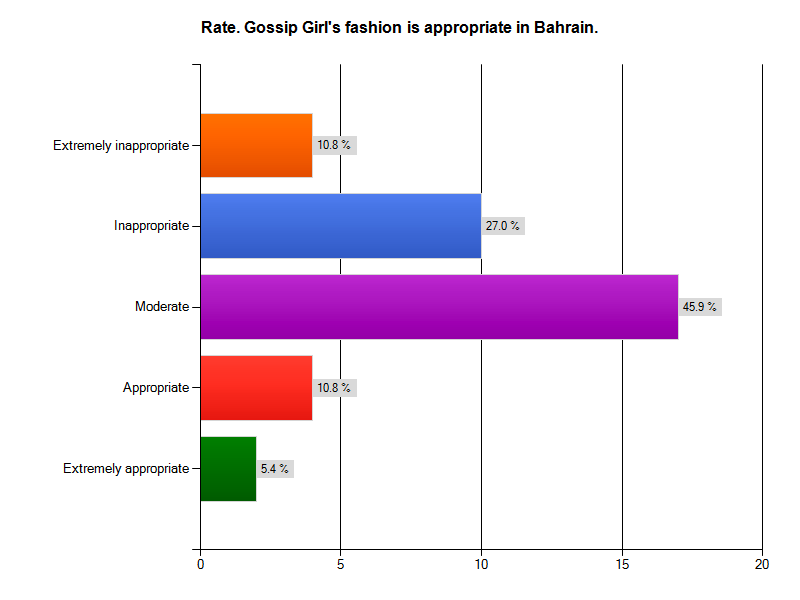 Rate. Gossip Girl's fashion is appropriate in Bahrain.
Extremely inappropriate 10.8 %
Inappropriate 27.0 %
Moderate 45.9 %
Appropriate 10.8 %
Extremely appropriate 5.4 %
0 5 10 15 20